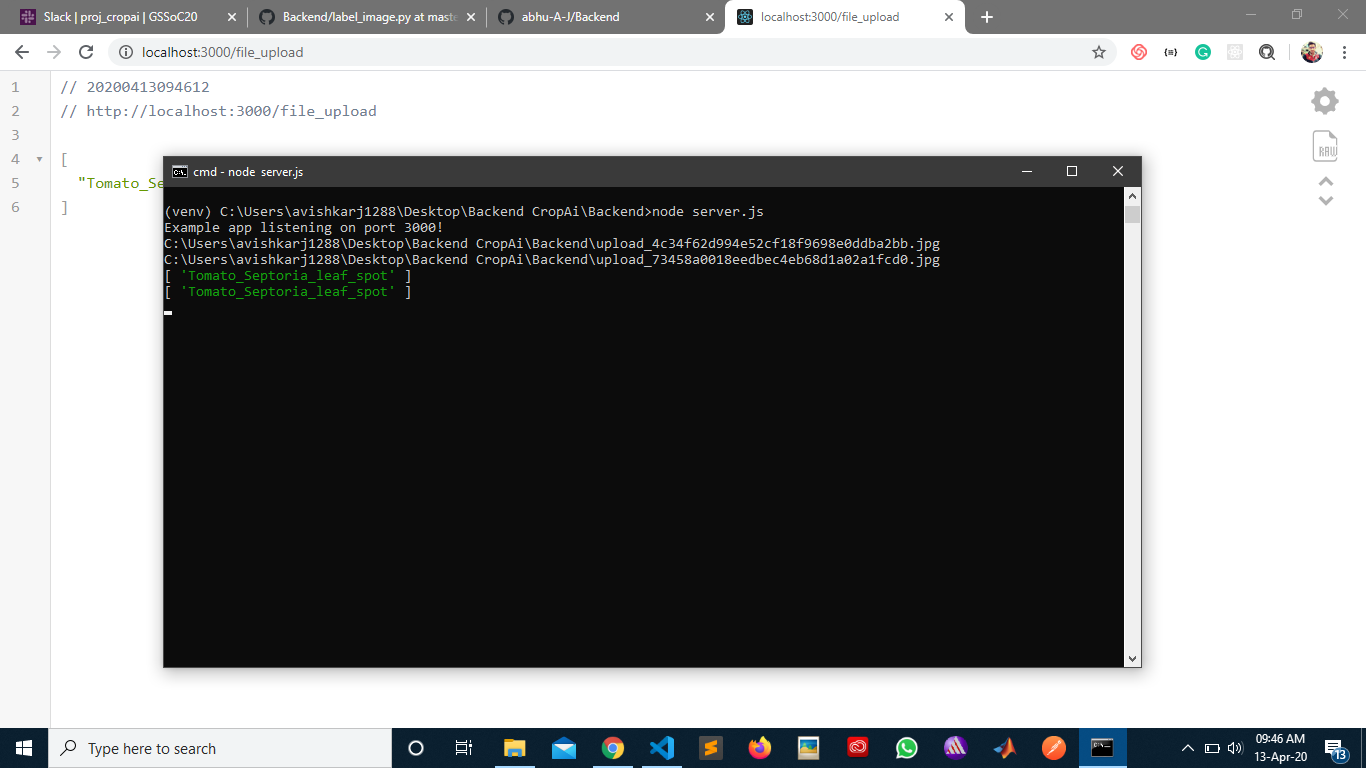 Slack | proj_cropai | GSSoC20
Backend/label_image.py at maste
abhu-A-J/Backend
localhost:3000/file_upload
localhost:3000/file_upload
1 // 20200413094612
2 // http://localhost:3000/file_upload
3
4 [
5 "Tomato_Se
6 ]
RAW
cmd - node server.js
(venv) C:\Users\avishkarj1288\Desktop\Backend CropAi\Backend>node server.js
Example app listening on port 3000!
C:\Users\avishkarj1288\Desktop\Backend CropAi\Backend\upload_4c34f62d994e52cf18f9698e0ddba2bb.jpg
C:\Users\avishkarj1288\Desktop\Backend CropAi\Backend\upload_73458a0018eedbec4eb68d1a02a1fcd0.jpg
[ 'Tomato_Septoria_leaf_spot' ]
[ 'Tomato_Septoria_leaf_spot' ]
Type here to search
09:46 AM
13-Apr-20
13